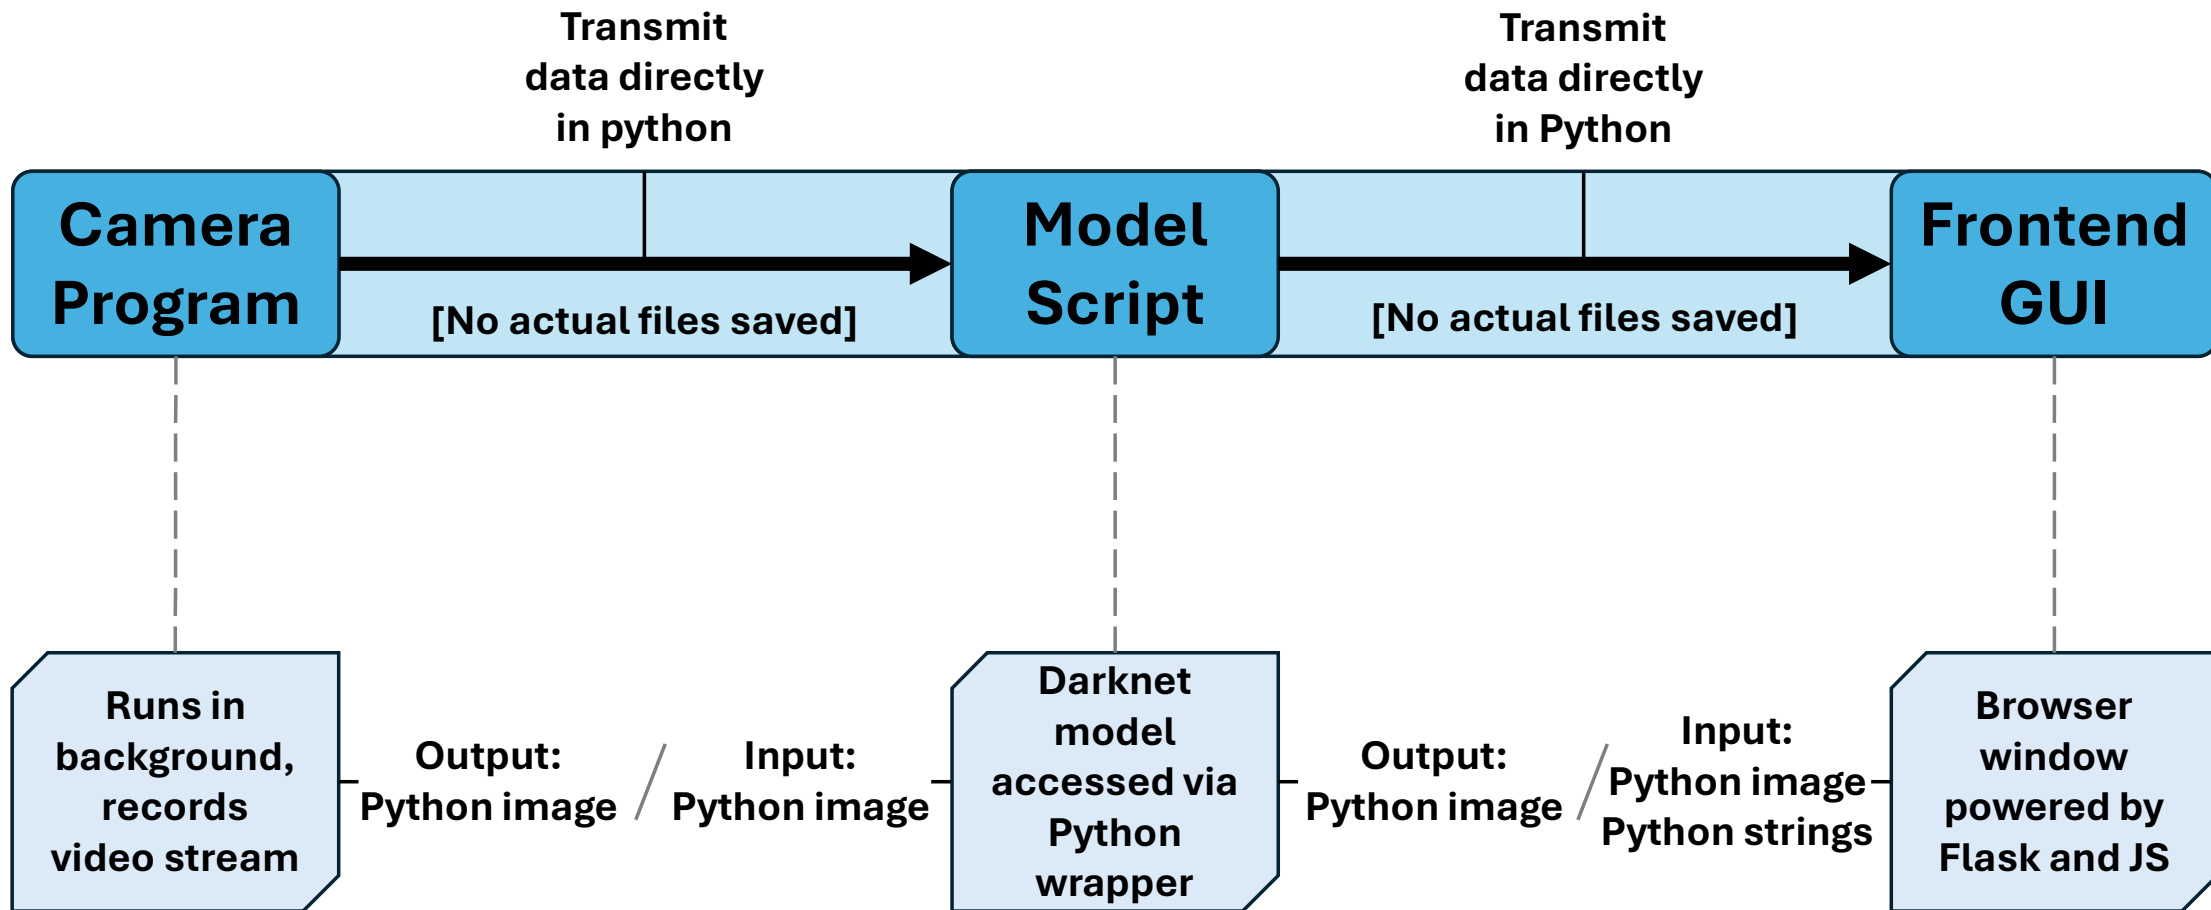 Transmit
data directly
in python
Transmit
data directly
in Python
Camera
Program
[No actual files saved]
Model
Script
[No actual files saved]
Frontend
GUI
Runs in
background,
records
video stream
Output:
Python image
Input:
Python image
Darknet
model
accessed via
Python
wrapper
Output:
Python image
Input:
Python image
Python strings
Browser
window
powered by
Flask and JS